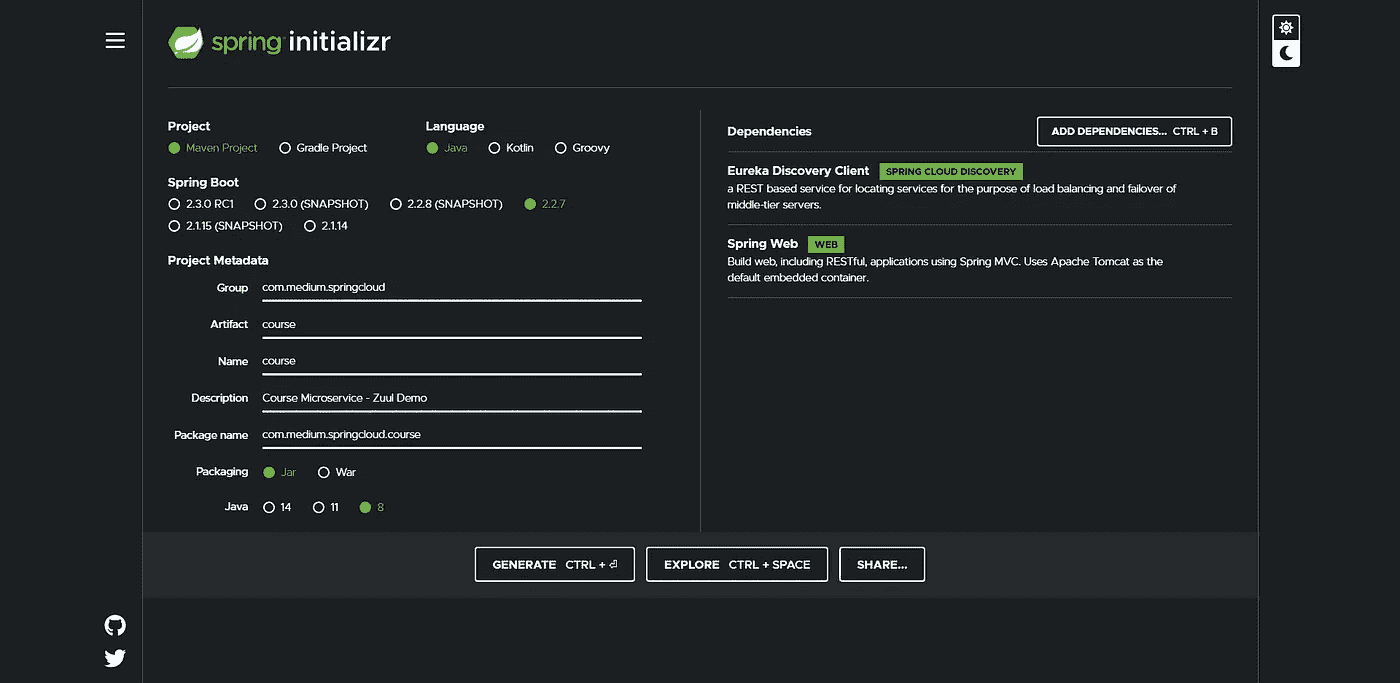 spring initializr
Project
Maven Project Gradle Project
Language
Java Kotlin Groovy
Spring Boot
2.3.0 RC1 2.3.0 (SNAPSHOT) 2.2.8 (SNAPSHOT) 2.2.7
2.1.15 (SNAPSHOT) 2.1.14
Project Metadata
Group com.medium.springcloud
Artifact course
Name course
Description Course Microservice - Zuul Demo
Package name com.medium.springcloud.course
Packaging Jar War
Java 14 11 8
Dependencies ADD DEPENDENCIES... CTRL + B
Eureka Discovery Client SPRING CLOUD DISCOVERY
a REST based service for locating services for the purpose of load balancing and failover of
middle-tier servers.
Spring Web WEB
Build web, including RESTful, applications using Spring MVC. Uses Apache Tomcat as the
default embedded container.
GENERATE CTRL + ⏎ EXPLORE CTRL + SPACE SHARE...